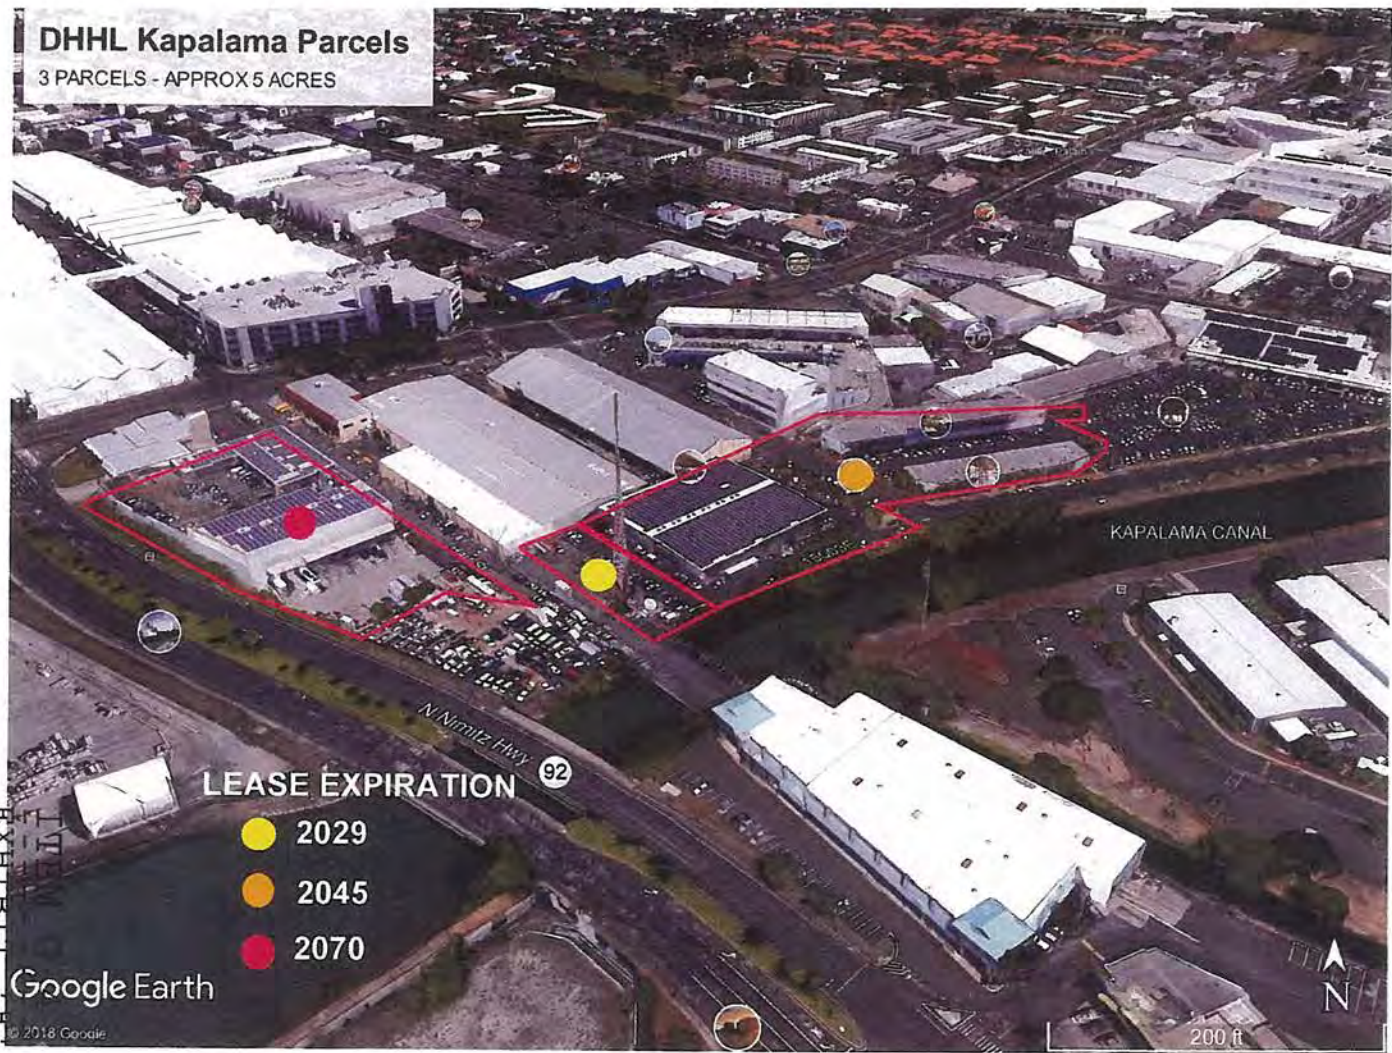 DHHL Kapalama Parcels
3 PARCELS - APPROX 5 ACRES
KAPALAMA CANAL
N Nimitz Hwy 92
LEASE EXPIRATION
2029
2045
2070
Google Earth
© 2018 Google
N
200 ft